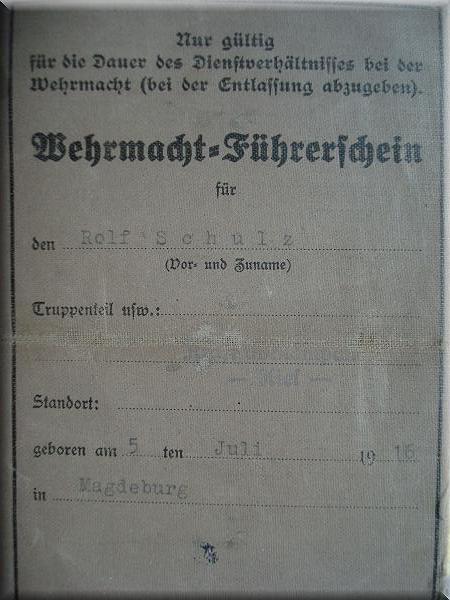 Nur gültig
für die Dauer des Dienstverhältnisses bei der
Wehrmacht (bei der Entlassung abzugeben).
Wehrmacht-Führerschein
für
den Rolf Schulz
(Vor- und Zuname)
Truppenteil usw.:
— Kiel —
Standort:
geboren am 5 ten Juli 19 16
in Magdeburg